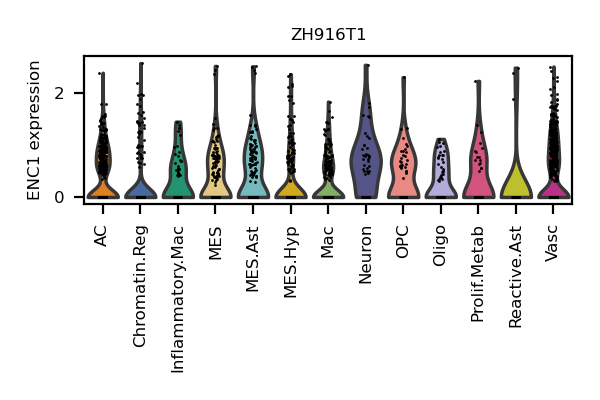 ZH916T1
ENC1 expression
2
0
AC
Chromatin.Reg
Inflammatory.Mac
MES
MES.Ast
MES.Hyp
Mac
Neuron
OPC
Oligo
Prolif.Metab
Reactive.Ast
Vasc